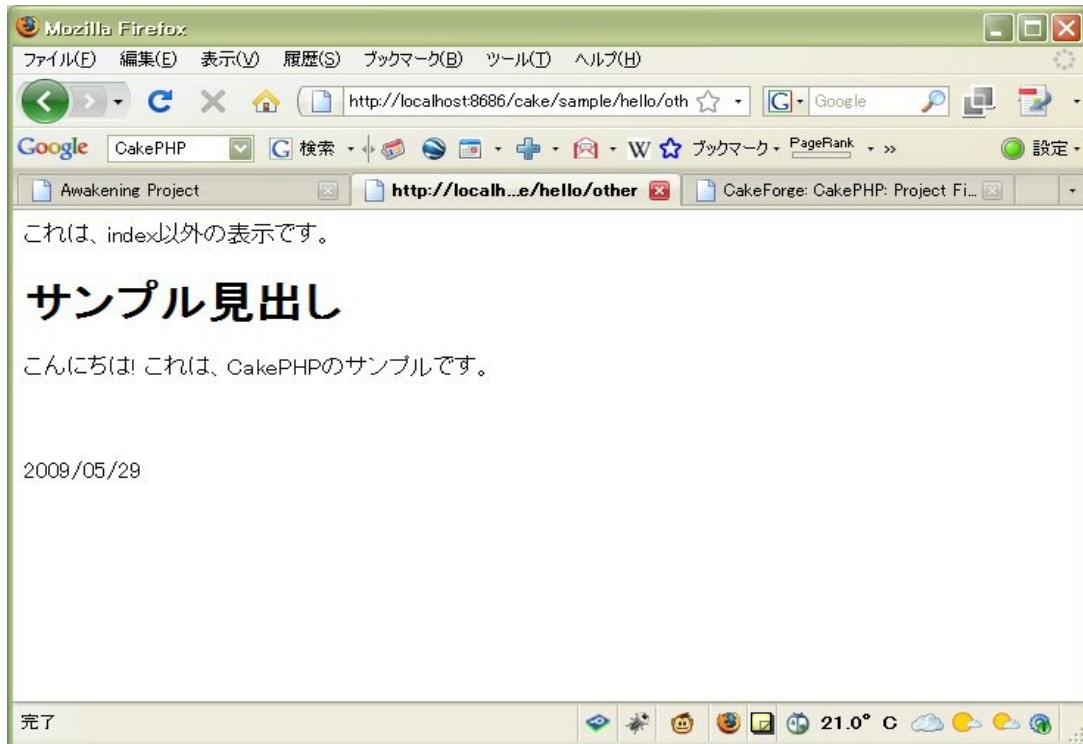 Mozilla Firefox
ファイル(F) 編集(E) 表示(V) 履歴(S) ブックマーク(B) ツール(T) ヘルプ(H)
http://localhost:8686/cake/sample/hello/oth G Google
Google CakePHP G 検索 W ブックマーク PageRank » 設定
Awakening Project http://localh...e/hello/other CakeForge: CakePHP: Project Fi...
これは、index以外の表示です。
サンプル見出し
こんにちは! これは、CakePHPのサンプルです。
2009/05/29
完了 21.0° C